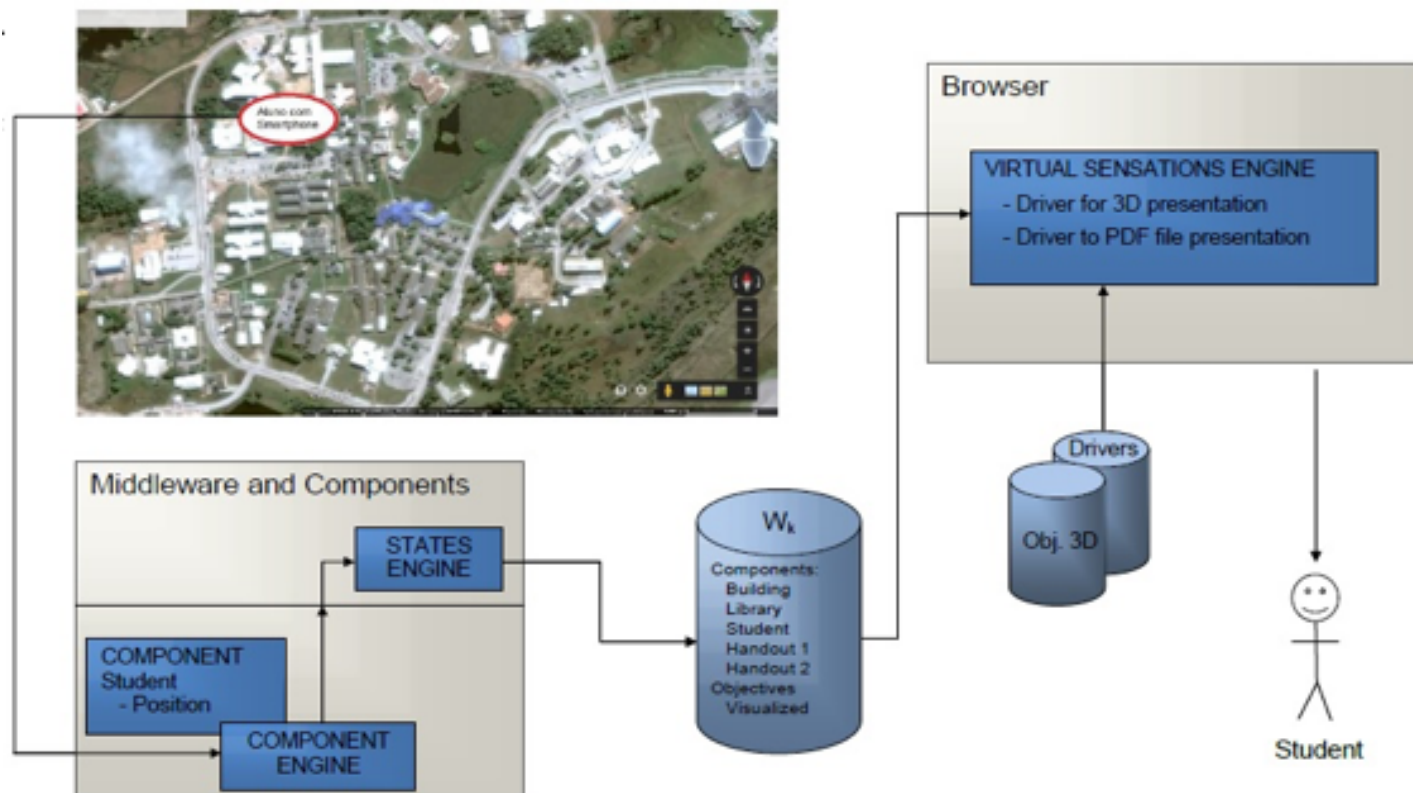 Aluno com
Smartphone
Browser
VIRTUAL SENSATIONS ENGINE
- Driver for 3D presentation
- Driver to PDF file presentation
Drivers
Obj. 3D
Middleware and Components
STATES
ENGINE
COMPONENT
Student
- Position
COMPONENT
ENGINE
Wk
Components:
Building
Library
Student
Handout 1
Handout 2
Objectives
Visualized
Student